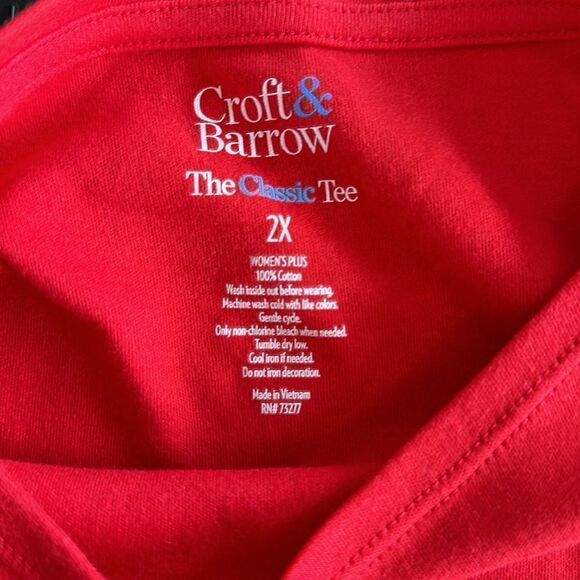 Croft&
Barrow
The Classic Tee
2X
WOMEN'S PLUS
100% Cotton
Wash inside out before wearing.
Machine wash cold with like colors.
Gentle cycle.
Only non-chlorine bleach when needed.
Tumble dry low.
Cool iron if needed.
Do not iron decoration.
Made in Vietnam
RN# 73277